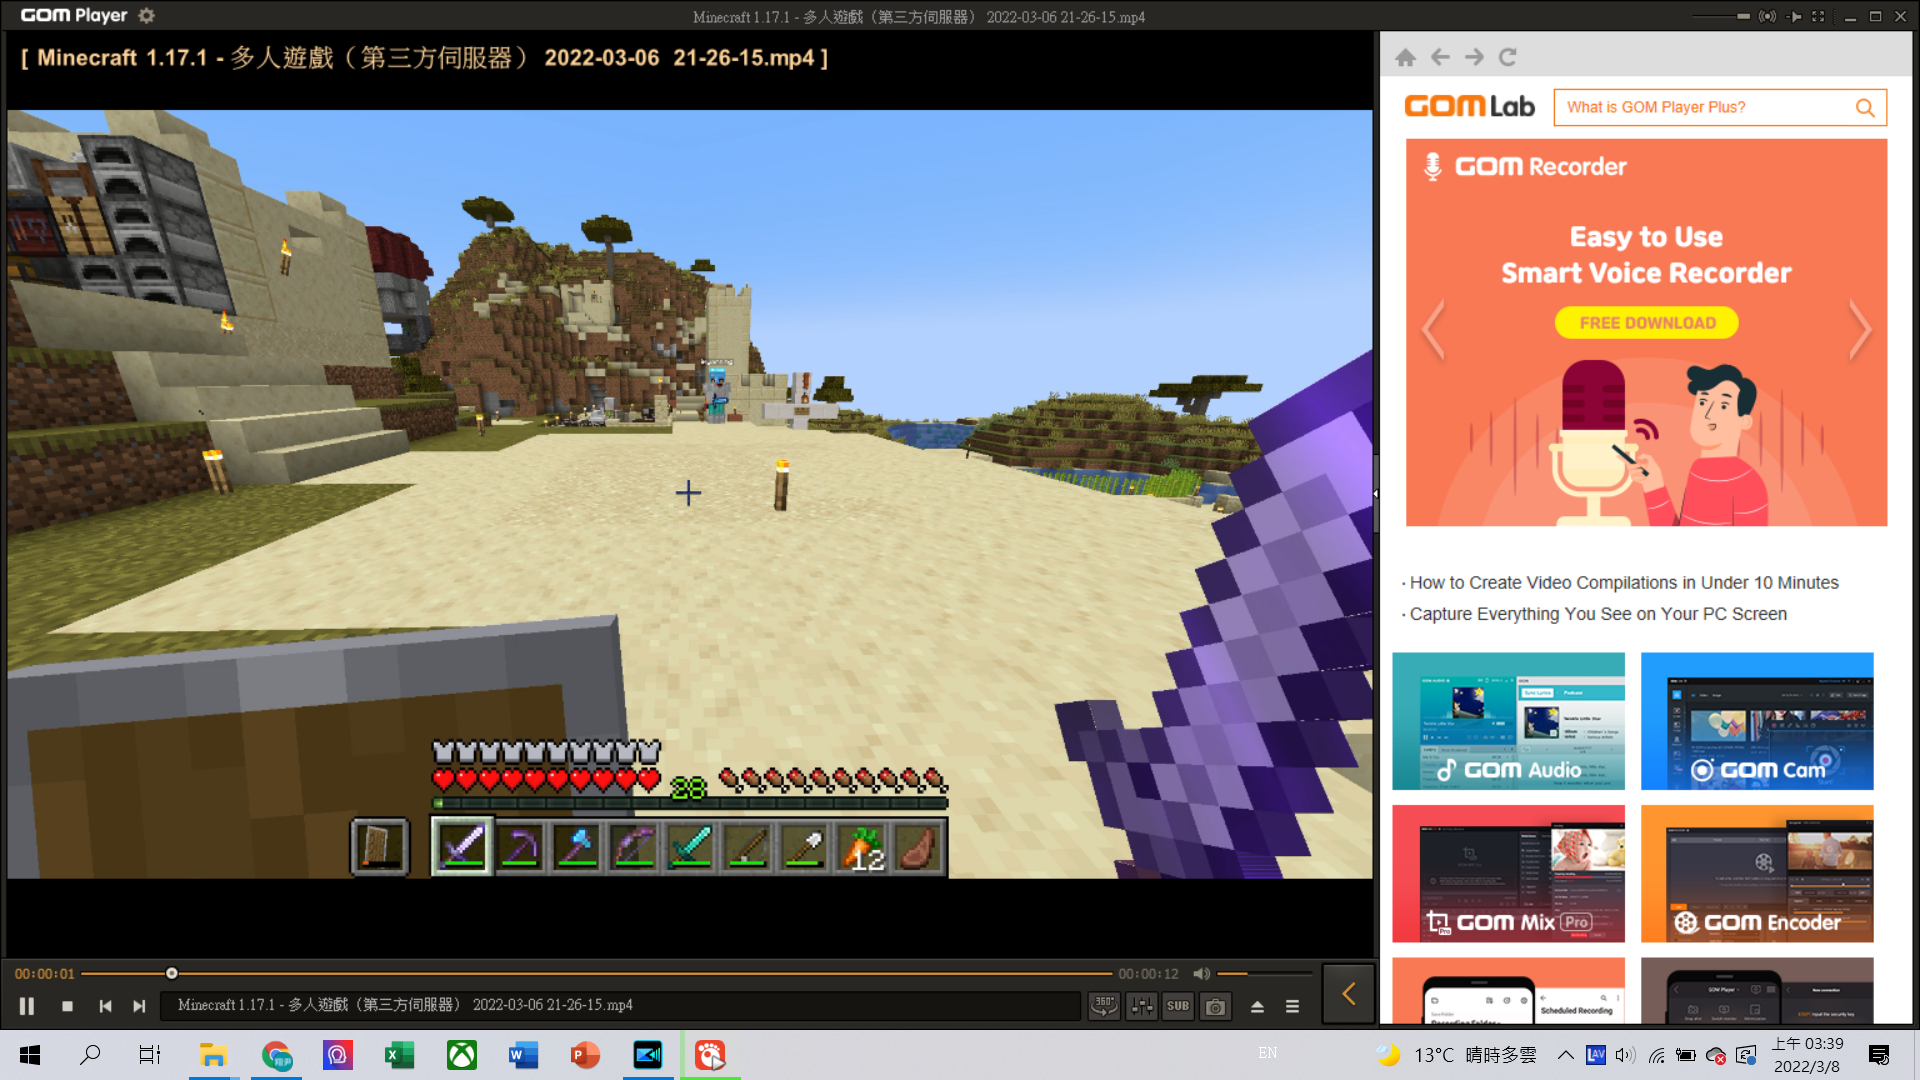 GOM Player
Minecraft 1.17.1 - 多人遊戲（第三方伺服器） 2022-03-06 21-26-15.mp4
[ Minecraft 1.17.1 - 多人遊戲（第三方伺服器） 2022-03-06 21-26-15.mp4 ]
GOM Lab
What is GOM Player Plus?
GOM Recorder
Easy to Use
Smart Voice Recorder
FREE DOWNLOAD
· How to Create Video Compilations in Under 10 Minutes
· Capture Everything You See on Your PC Screen
GOM Audio
GOM Cam
GOM Mix Pro
GOM Encoder
Scheduled Recording
28
12
00:00:01
00:00:12
Minecraft 1.17.1 - 多人遊戲（第三方伺服器） 2022-03-06 21-26-15.mp4
360°
SUB
EN
13°C 晴時多雲
LAV
上午 03:39
2022/3/8